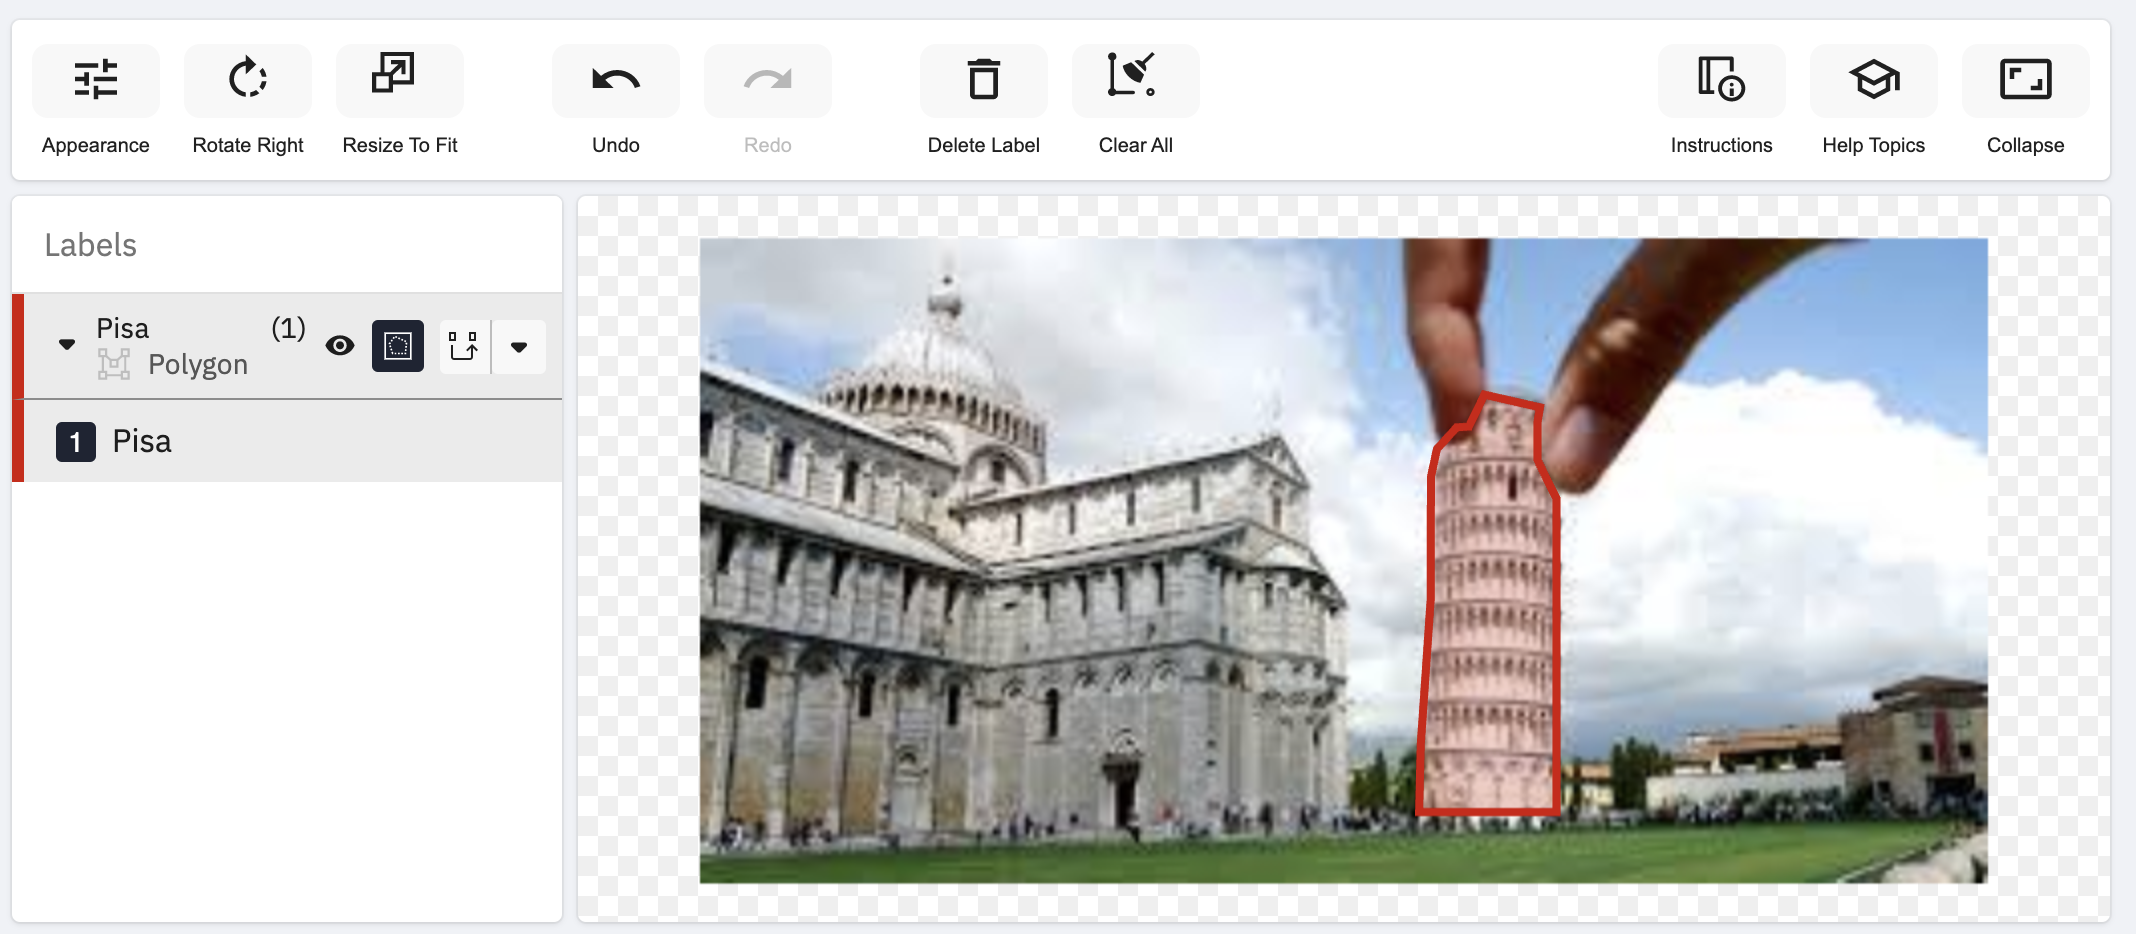 Appearance
Rotate Right
Resize To Fit
Undo
Redo
Delete Label
Clear All
Instructions
Help Topics
Collapse
Labels
Pisa (1)
Polygon
1 Pisa